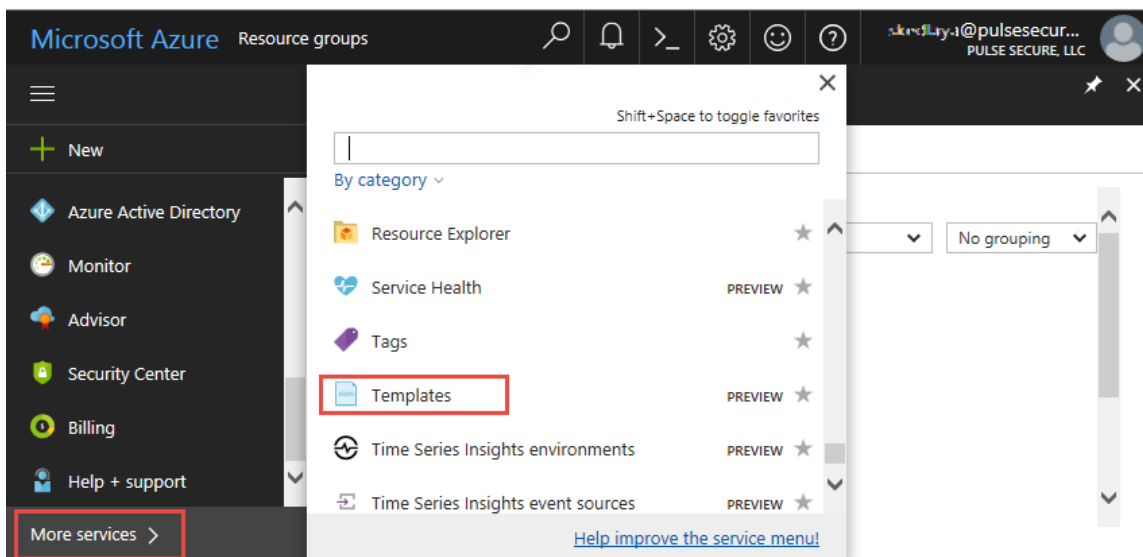 Microsoft Azure Resource groups
@pulsesecur...
PULSE SECURE, LLC
Shift+Space to toggle favorites
New
By category
Azure Active Directory
Resource Explorer
No grouping
Monitor
Service Health PREVIEW
Advisor
Tags
Security Center
Templates PREVIEW
Billing
Time Series Insights environments PREVIEW
Help + support
Time Series Insights event sources PREVIEW
More services
Help improve the service menu!